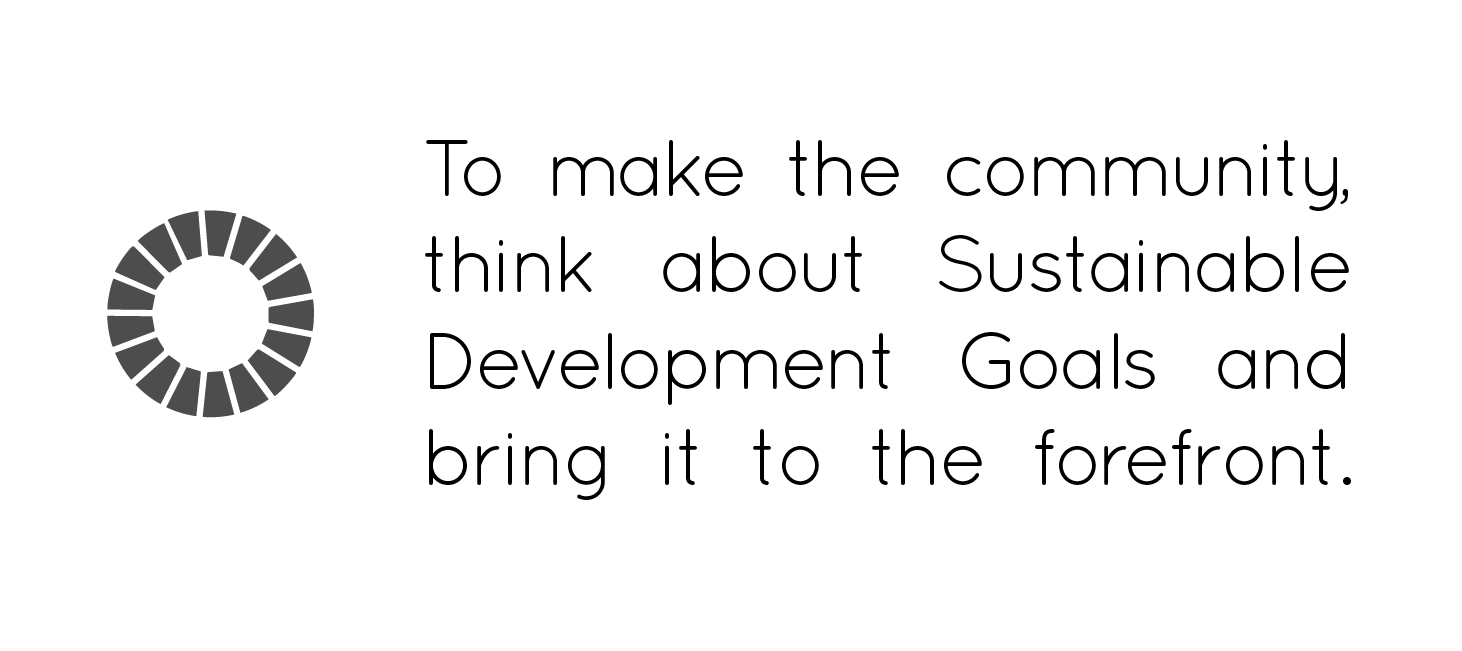 To make the community,
think about Sustainable
Development Goals and
bring it to the forefront.